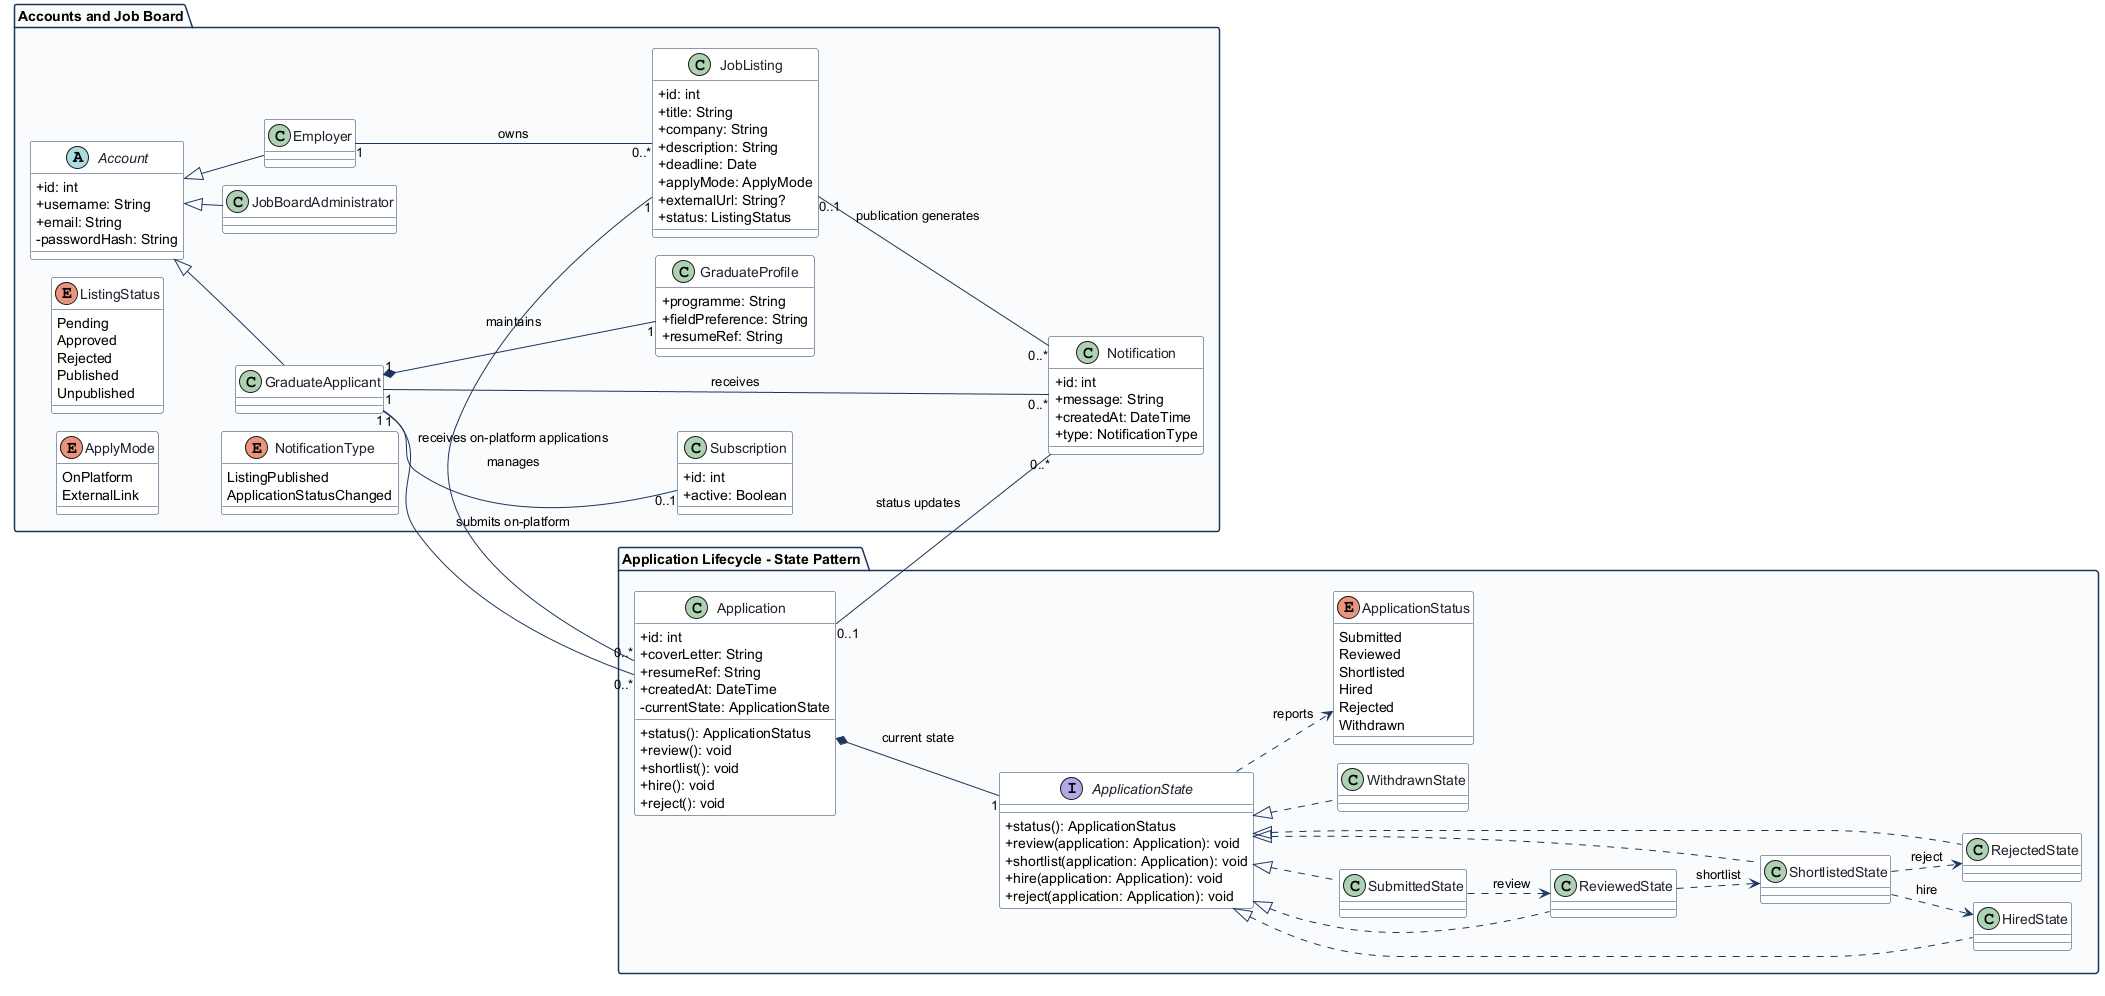 Accounts and Job Board
C JobListing
+id: int
+title: String
+company: String
+description: String
+deadline: Date
+applyMode: ApplyMode
+externalUrl: String?
+status: ListingStatus
C Employer
1
owns
0..*
A Account
+id: int
+username: String
+email: String
-passwordHash: String
C JobBoardAdministrator
1
0..1
publication generates
C GraduateProfile
+programme: String
+fieldPreference: String
+resumeRef: String
E ListingStatus
Pending
Approved
Rejected
Published
Unpublished
maintains
1
1
C GraduateApplicant
1
receives
0..*
0..*
C Notification
+id: int
+message: String
+createdAt: DateTime
+type: NotificationType
1
1
receives on-platform applications
manages
E ApplyMode
OnPlatform
ExternalLink
E NotificationType
ListingPublished
ApplicationStatusChanged
C Subscription
+id: int
+active: Boolean
0..1
0..*
status updates
submits on-platform
Application Lifecycle - State Pattern
C Application
+id: int
+coverLetter: String
+resumeRef: String
+createdAt: DateTime
-currentState: ApplicationState
+status(): ApplicationStatus
+review(): void
+shortlist(): void
+hire(): void
+reject(): void
0..1
0..*
0..*
E ApplicationStatus
Submitted
Reviewed
Shortlisted
Hired
Rejected
Withdrawn
reports
current state
1
I ApplicationState
+status(): ApplicationStatus
+review(application: Application): void
+shortlist(application: Application): void
+hire(application: Application): void
+reject(application: Application): void
C WithdrawnState
C SubmittedState
review
C ReviewedState
shortlist
C ShortlistedState
reject
C RejectedState
hire
C HiredState